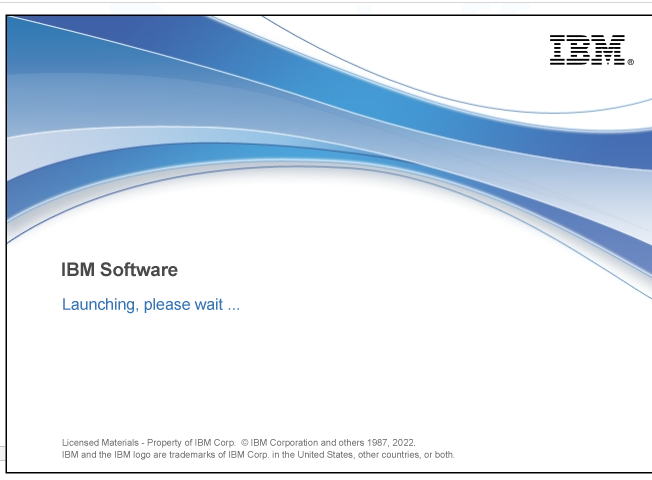 IBM®
IBM Software
Launching, please wait ...
Licensed Materials - Property of IBM Corp. © IBM Corporation and others 1987, 2022.
IBM and the IBM logo are trademarks of IBM Corp. in the United States, other countries, or both.